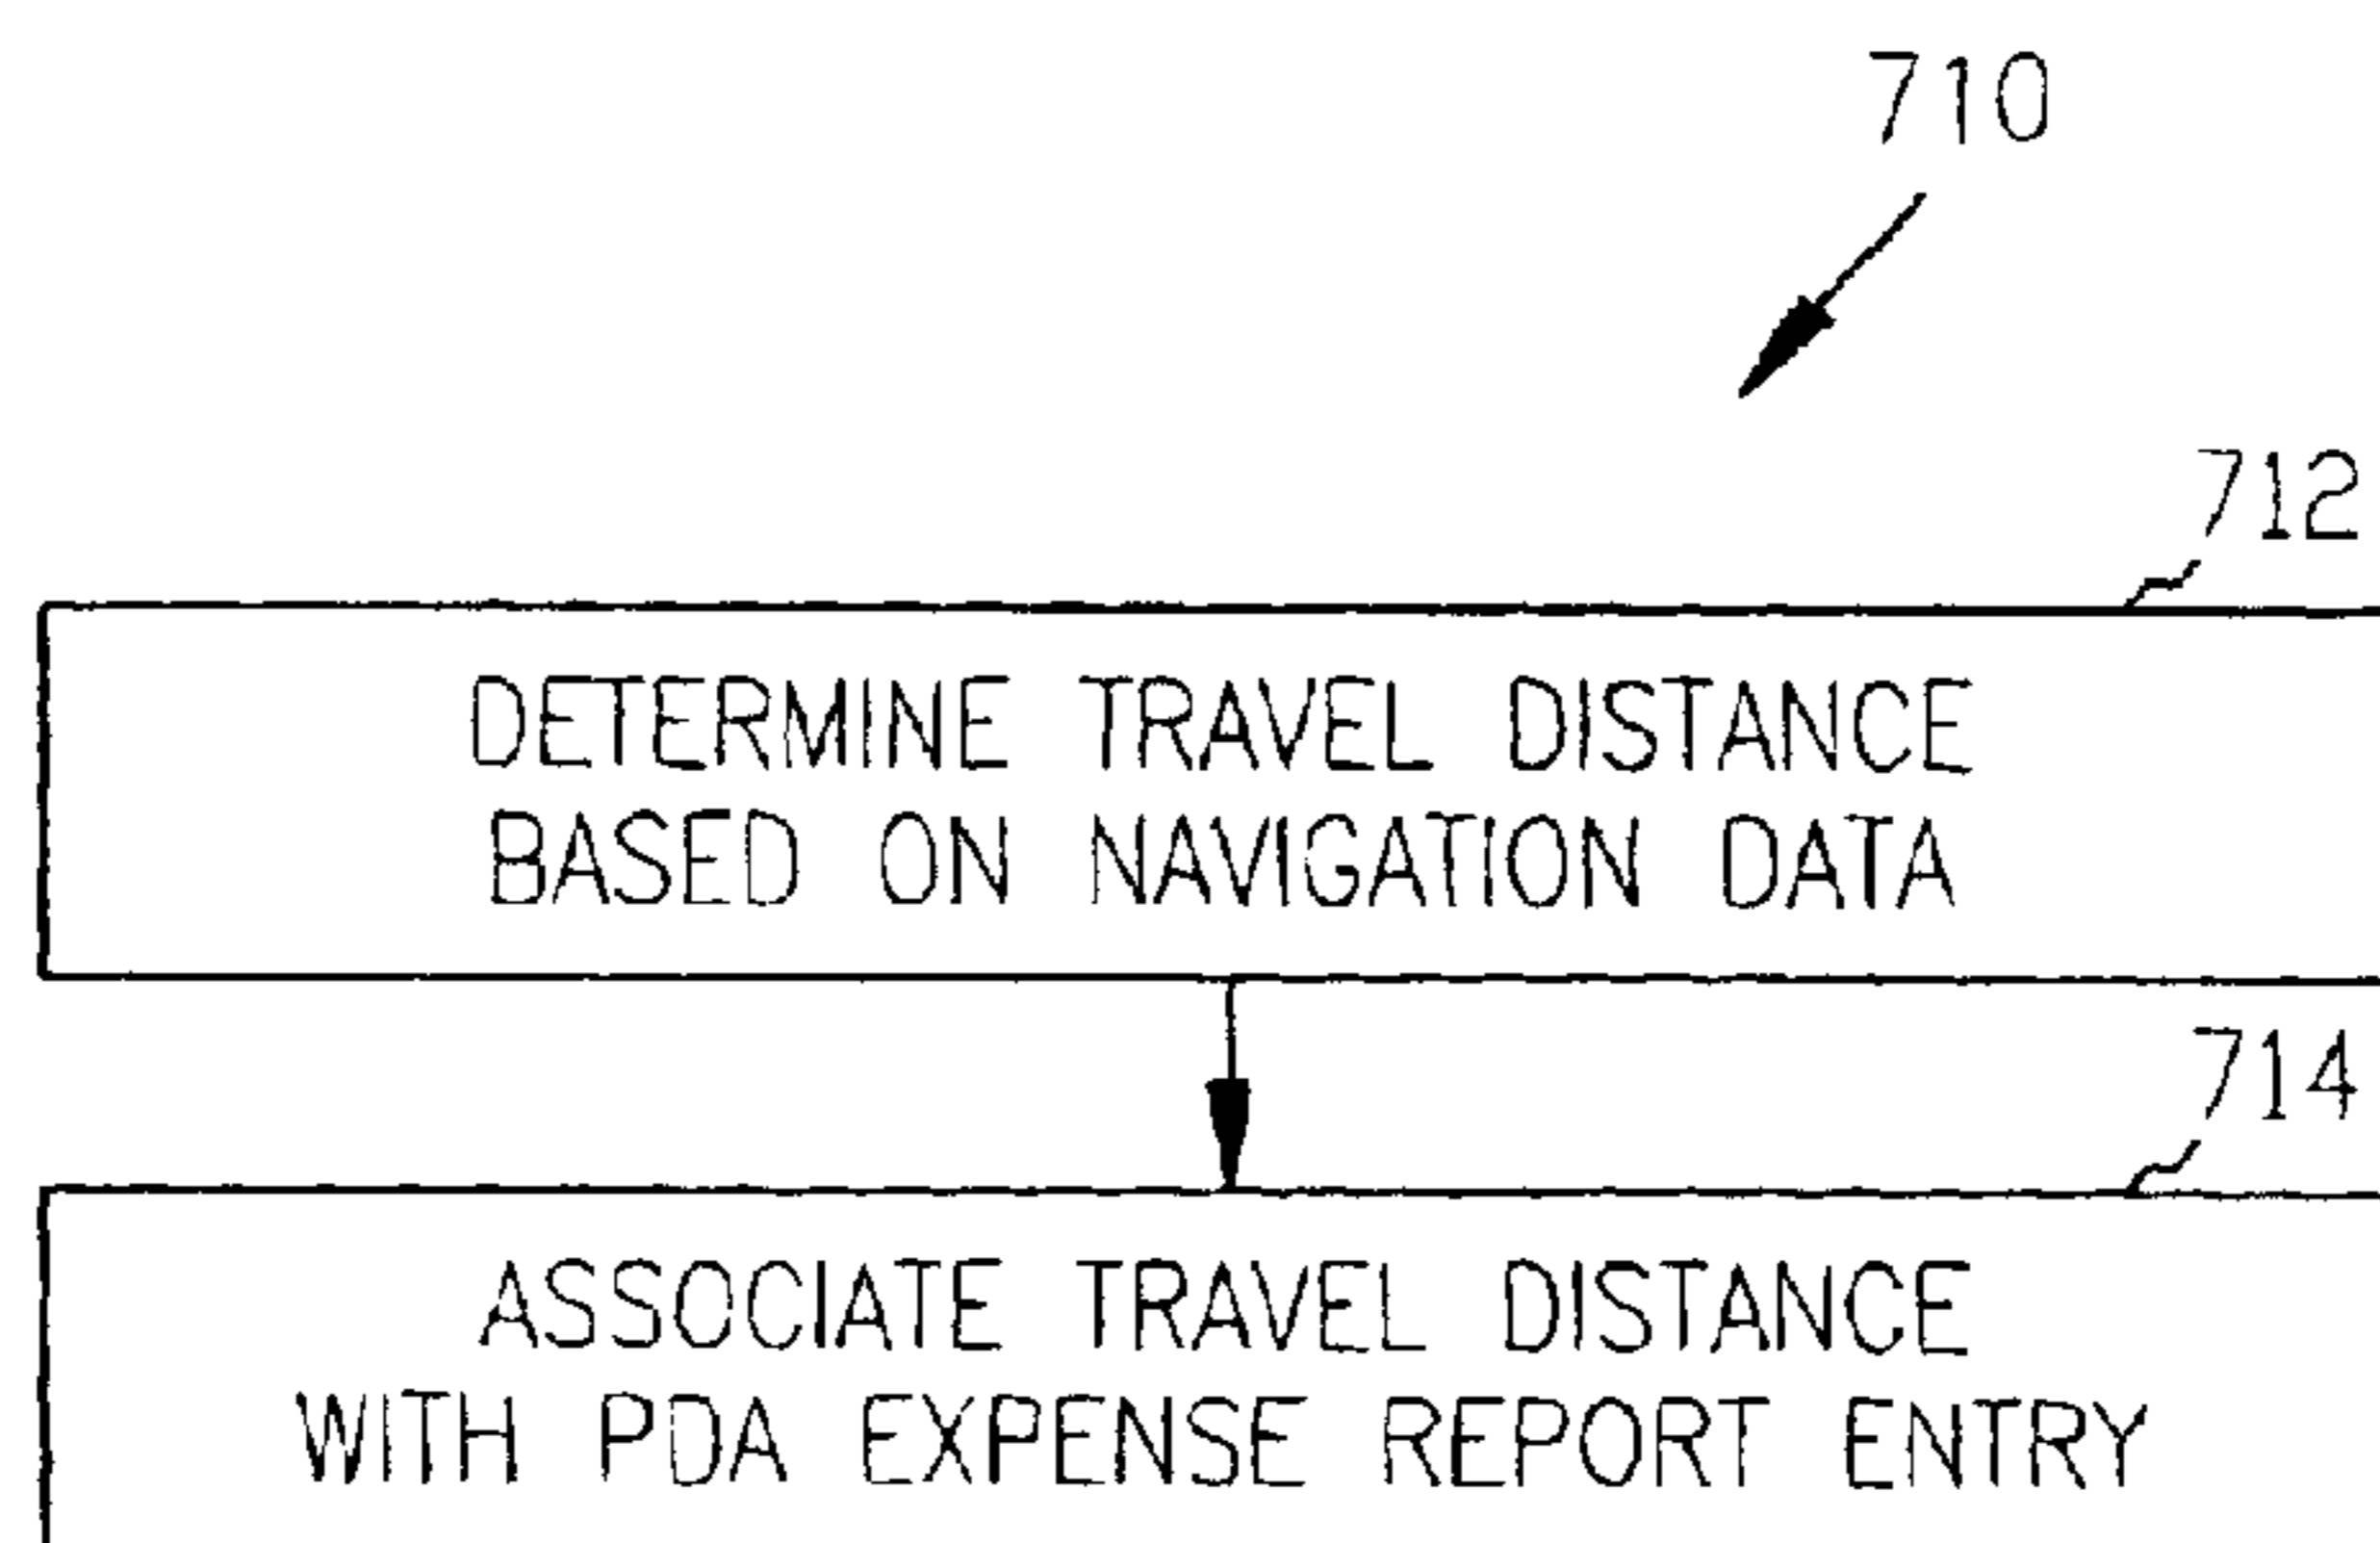 710
712
DETERMINE TRAVEL DISTANCE
BASED ON NAVIGATION DATA
714
ASSOCIATE TRAVEL DISTANCE
WITH PDA EXPENSE REPORT ENTRY